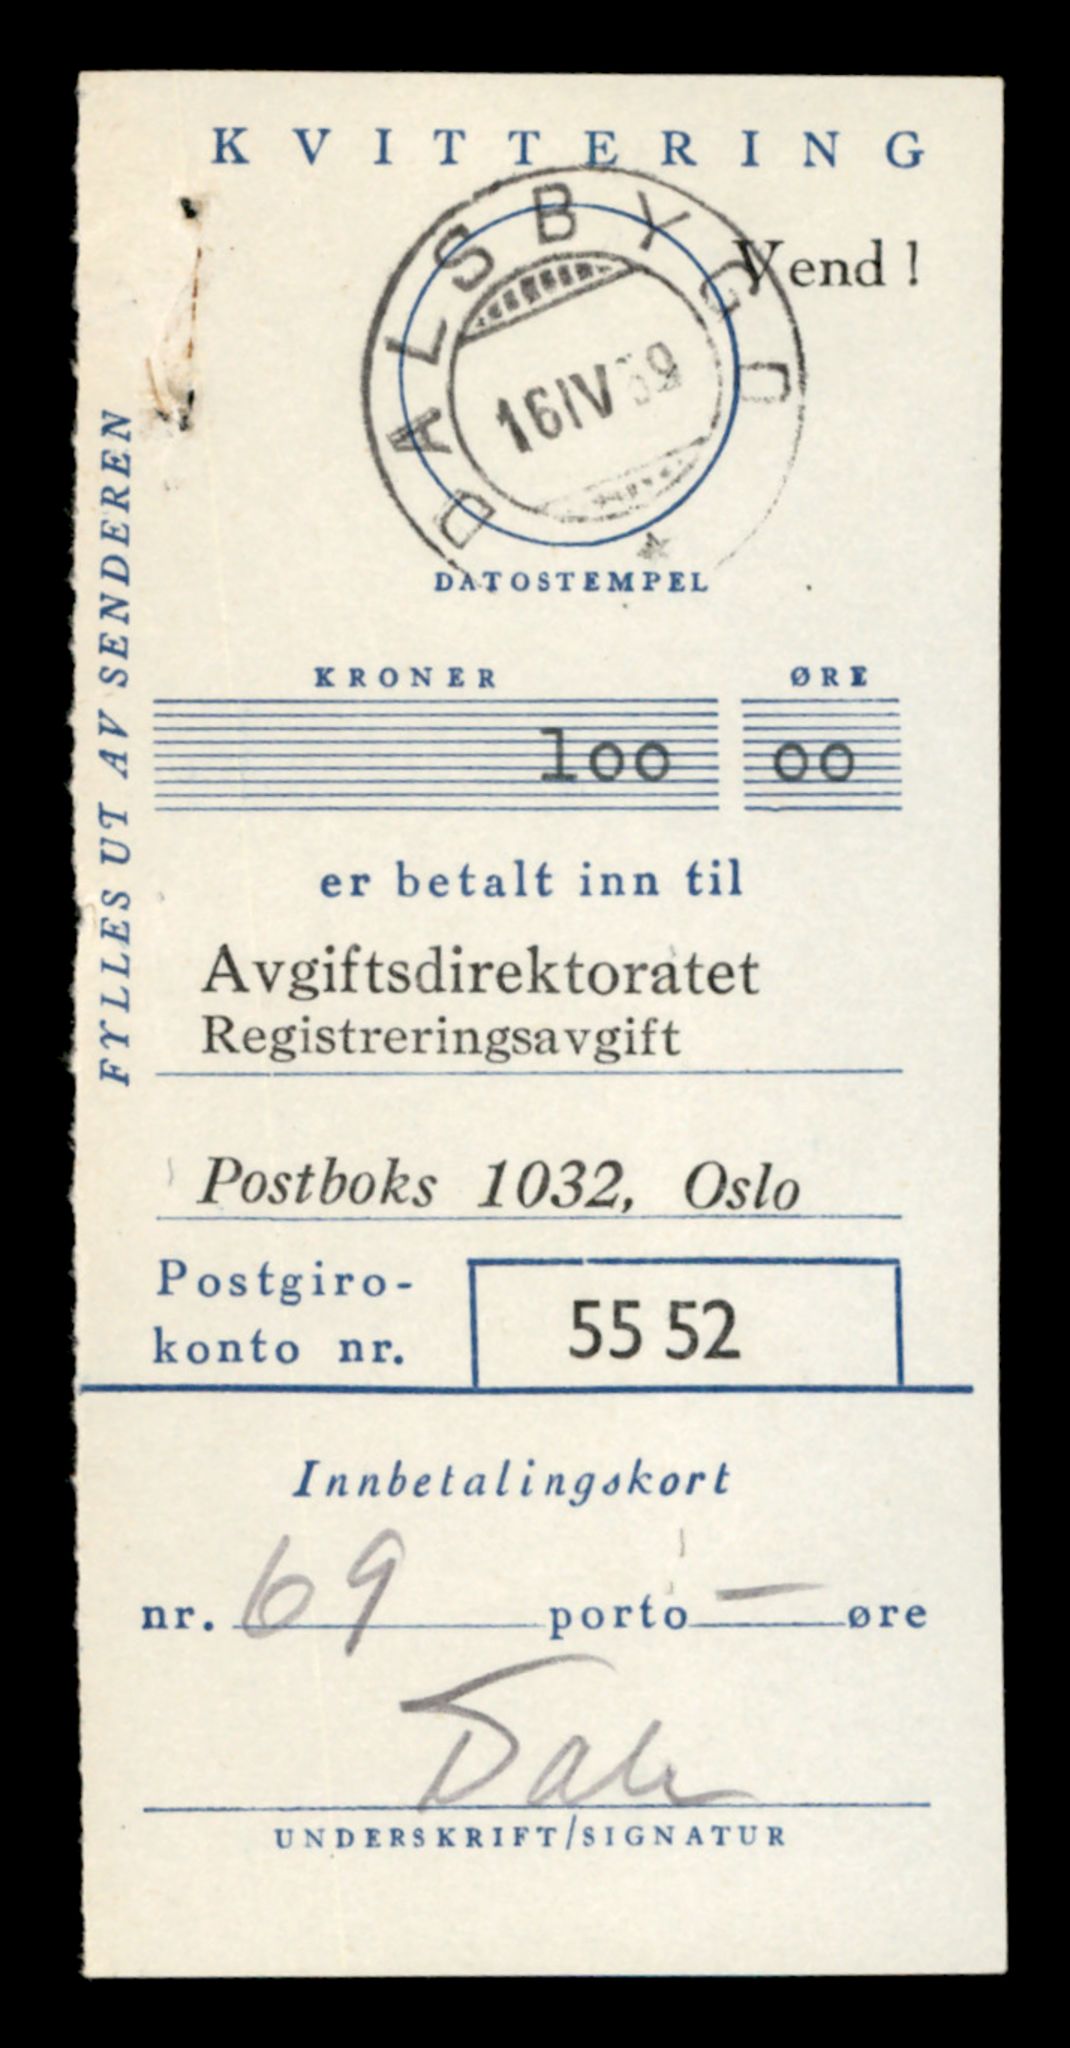 KVITTERING
Vend !
DALSBYGD
16 IV 59
DATOSTEMPEL
FYLLES UT AV SENDEREN
KRONER ØRE
100 00
er betalt inn til
Avgiftsdirektoratet
Registreringsavgift
Postboks 1032, Oslo
Postgiro-
konto nr. 55 52
Innbetalingskort
nr. 69 porto — øre
Dale
UNDERSKRIFT/SIGNATUR